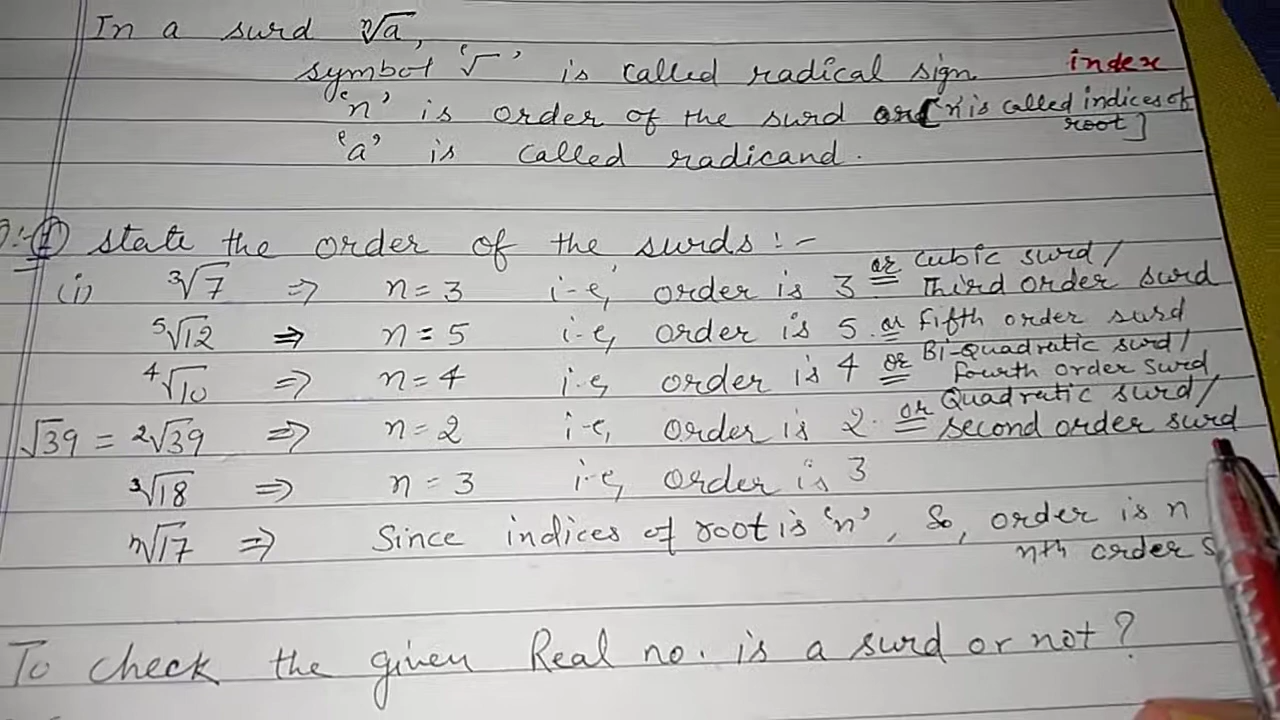 In a surd ⁿ√a,
symbol '√‾' is called radical sign. index
'n' is order of the surd or ['n' is called indices of root]
'a' is called radicand.
Q:-(1) State the order of the surds :-
(i) ³√7 ⇒ n = 3 i-e, order is 3 or Cubic surd / Third order surd
⁵√12 ⇒ n = 5 i-e, order is 5. or Fifth order surd
⁴√10 ⇒ n = 4 i-e, order is 4 or Bi-Quadratic surd / Fourth order Surd
√39 = ²√39 ⇒ n = 2 i-e, order is 2. or Quadratic surd / second order surd
³√18 ⇒ n = 3 i-e, order is 3
ⁿ√17 ⇒ Since indices of root is 'n', So, order is n
nth order s
To check the given Real no. is a surd or not?